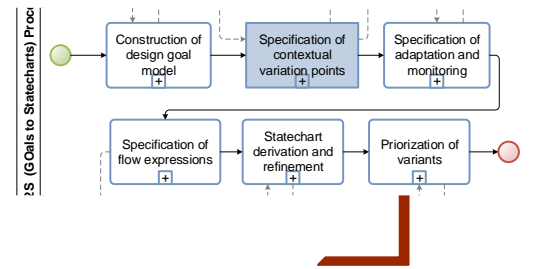 2S (GOals to Statecharts) Proc
Construction of
design goal
model
Specification of
contextual
variation points
Specification of
adaptation and
monitoring
Specification of
flow expressions
Statechart
derivation and
refinement
Priorization of
variants